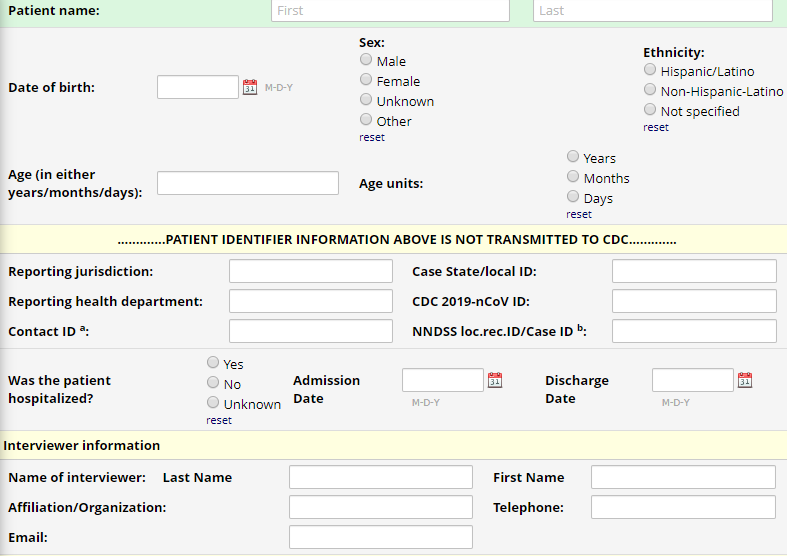 Patient name: First Last
Sex:
Male
Ethnicity:
Hispanic/Latino
Female
Date of birth: 31 M-D-Y
Non-Hispanic-Latino
Unknown
Not specified
Other
reset
reset
Years
Age (in either
years/months/days):
Age units:
Months
Days
reset
.............PATIENT IDENTIFIER INFORMATION ABOVE IS NOT TRANSMITTED TO CDC.............
Reporting jurisdiction: Case State/local ID:
Reporting health department: CDC 2019-nCoV ID:
Contact ID a: NNDSS loc.rec.ID/Case ID b:
Was the patient
hospitalized?
Yes
No
Unknown
reset
Admission
Date
31
M-D-Y
Discharge
Date
31
M-D-Y
Interviewer information
Name of interviewer: Last Name First Name
Affiliation/Organization: Telephone:
Email: